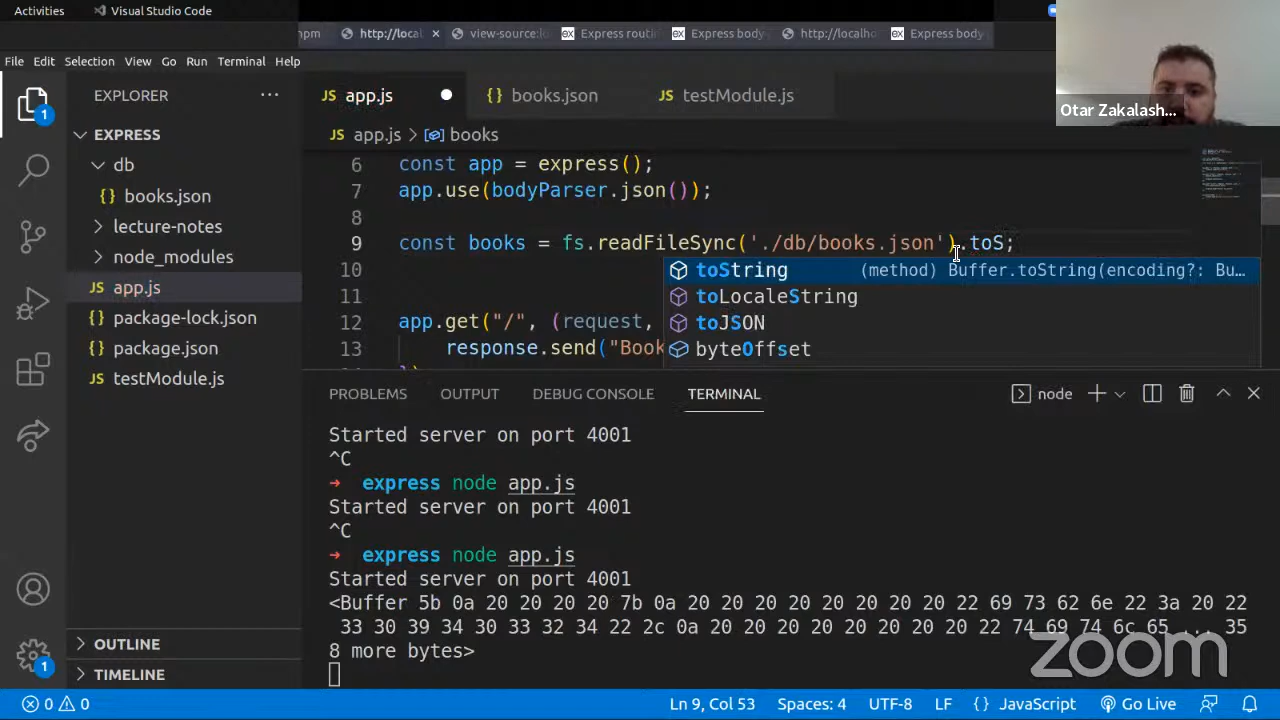 Activities Visual Studio Code
npm http://local view-source:lo Express routi Express body- http://localho Express body
File Edit Selection View Go Run Terminal Help
Otar Zakalash...
1
EXPLORER ...
JS app.js {} books.json JS testModule.js
EXPRESS
JS app.js > books
db
{} books.json
lecture-notes
node_modules
JS app.js
package-lock.json
package.json
JS testModule.js
OUTLINE
TIMELINE
1
6 const app = express();
7 app.use(bodyParser.json());
8
9 const books = fs.readFileSync('./db/books.json').toS;
10
11
12 app.get("/", (request,
13 response.send("Book
toString (method) Buffer.toString(encoding?: Bu...
toLocaleString
toJSON
byteOffset
PROBLEMS OUTPUT DEBUG CONSOLE TERMINAL node
Started server on port 4001
^C
→ express node app.js
Started server on port 4001
^C
→ express node app.js
Started server on port 4001
<Buffer 5b 0a 20 20 20 20 7b 0a 20 20 20 20 20 20 20 20 22 69 73 62 6e 22 3a 20 22
33 30 39 34 30 33 32 34 22 2c 0a 20 20 20 20 20 20 20 20 22 74 69 74 6c 65 ... 35
8 more bytes>
zoom
0 0 Ln 9, Col 53 Spaces: 4 UTF-8 LF {} JavaScript Go Live